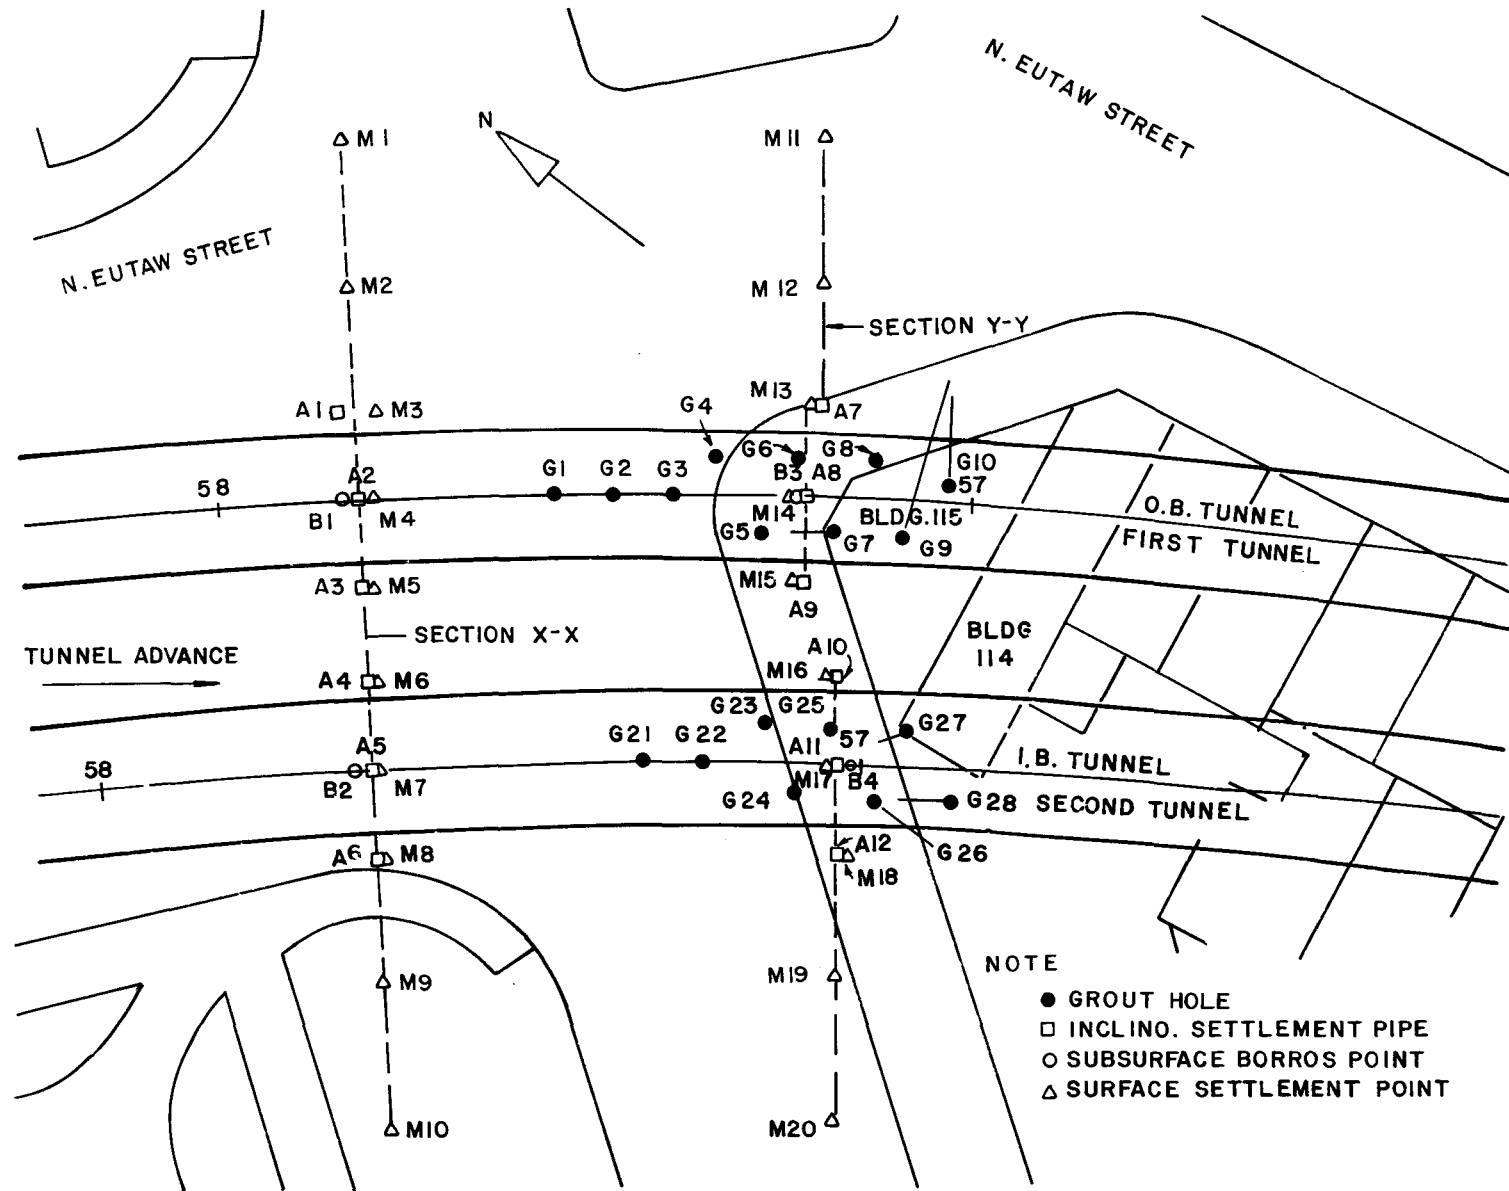 N. EUTAW STREET
N
M1
M11
N. EUTAW STREET
M2
M12
SECTION Y-Y
A1
M3
M13
A7
G4
G6
G8
58
A2
G1
G2
G3
B3
A8
G10
57
B1
M4
M14
BLDG.115
O.B. TUNNEL
G5
G7
G9
FIRST TUNNEL
A3
M5
M15
A9
SECTION X-X
BLDG
114
TUNNEL ADVANCE
A10
A4
M6
M16
G23
G25
G27
G21
G22
A5
A11
57
58
I.B. TUNNEL
B2
M7
M17
B4
G24
G28
SECOND TUNNEL
A6
M8
A12
G26
M18
M9
M19
M10
M20
NOTE
GROUT HOLE
INCLINO. SETTLEMENT PIPE
SUBSURFACE BORROS POINT
SURFACE SETTLEMENT POINT